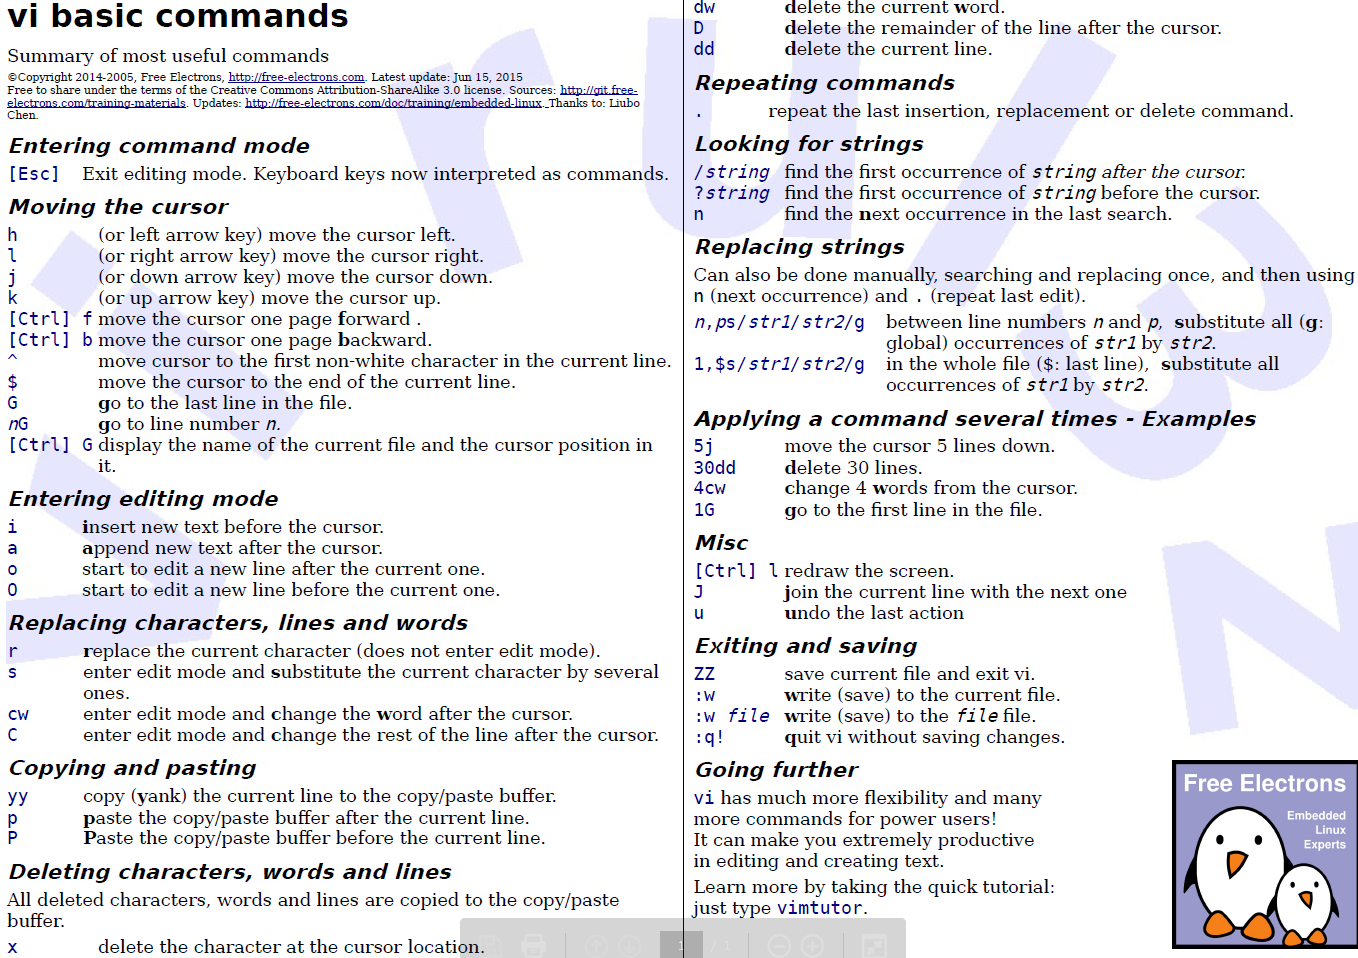 vi basic commands
Summary of most useful commands
©Copyright 2014-2005, Free Electrons, http://free-electrons.com. Latest update: Jun 15, 2015
Free to share under the terms of the Creative Commons Attribution-ShareAlike 3.0 license. Sources: http://git.free-
electrons.com/training-materials. Updates: http://free-electrons.com/doc/training/embedded-linux. Thanks to: Liubo
Chen.
Entering command mode
[Esc] Exit editing mode. Keyboard keys now interpreted as commands.
Moving the cursor
h (or left arrow key) move the cursor left.
l (or right arrow key) move the cursor right.
j (or down arrow key) move the cursor down.
k (or up arrow key) move the cursor up.
[Ctrl] f move the cursor one page forward .
[Ctrl] b move the cursor one page backward.
^ move cursor to the first non-white character in the current line.
$ move the cursor to the end of the current line.
G go to the last line in the file.
nG go to line number n.
[Ctrl] G display the name of the current file and the cursor position in
it.
Entering editing mode
i insert new text before the cursor.
a append new text after the cursor.
o start to edit a new line after the current one.
O start to edit a new line before the current one.
Replacing characters, lines and words
r replace the current character (does not enter edit mode).
s enter edit mode and substitute the current character by several
ones.
cw enter edit mode and change the word after the cursor.
C enter edit mode and change the rest of the line after the cursor.
Copying and pasting
yy copy (yank) the current line to the copy/paste buffer.
p paste the copy/paste buffer after the current line.
P Paste the copy/paste buffer before the current line.
Deleting characters, words and lines
All deleted characters, words and lines are copied to the copy/paste
buffer.
x delete the character at the cursor location.
dw delete the current word.
D delete the remainder of the line after the cursor.
dd delete the current line.
Repeating commands
. repeat the last insertion, replacement or delete command.
Looking for strings
/string find the first occurrence of string after the cursor.
?string find the first occurrence of string before the cursor.
n find the next occurrence in the last search.
Replacing strings
Can also be done manually, searching and replacing once, and then using
n (next occurrence) and . (repeat last edit).
n,ps/str1/str2/g between line numbers n and p, substitute all (g:
global) occurrences of str1 by str2.
1,$s/str1/str2/g in the whole file ($: last line), substitute all
occurrences of str1 by str2.
Applying a command several times - Examples
5j move the cursor 5 lines down.
30dd delete 30 lines.
4cw change 4 words from the cursor.
1G go to the first line in the file.
Misc
[Ctrl] l redraw the screen.
J join the current line with the next one
u undo the last action
Exiting and saving
ZZ save current file and exit vi.
:w write (save) to the current file.
:w file write (save) to the file file.
:q! quit vi without saving changes.
Going further
vi has much more flexibility and many
more commands for power users!
It can make you extremely productive
in editing and creating text.
Learn more by taking the quick tutorial:
just type vimtutor.
Free Electrons
Embedded
Linux
Experts
vi rulz